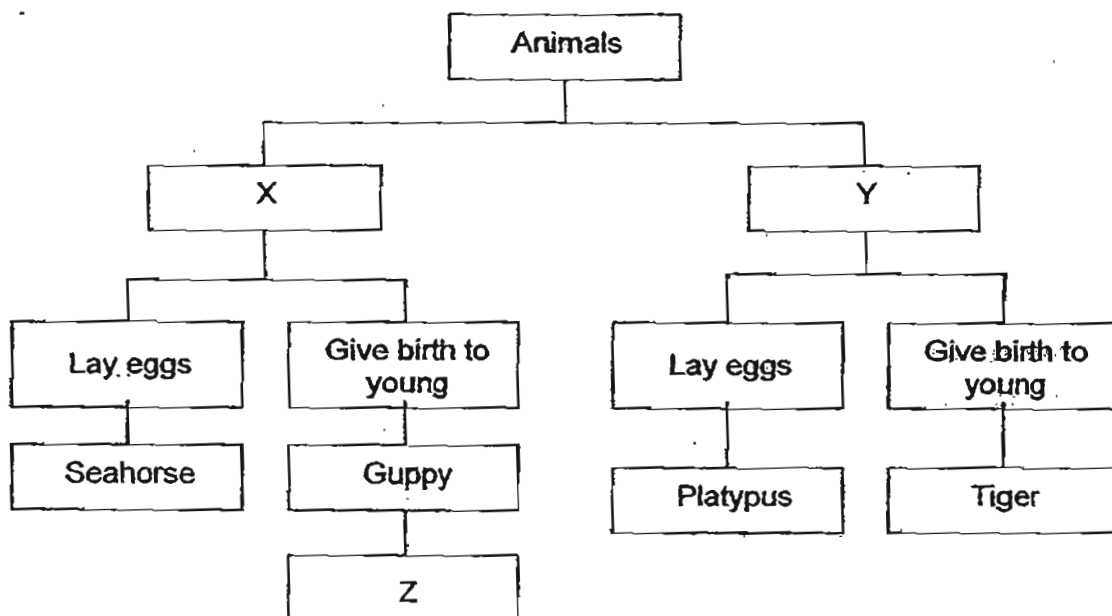 Animals
X
Y
Lay eggs
Give birth to
young
Lay eggs
Give birth to
young
Seahorse
Guppy
Platypus
Tiger
Z